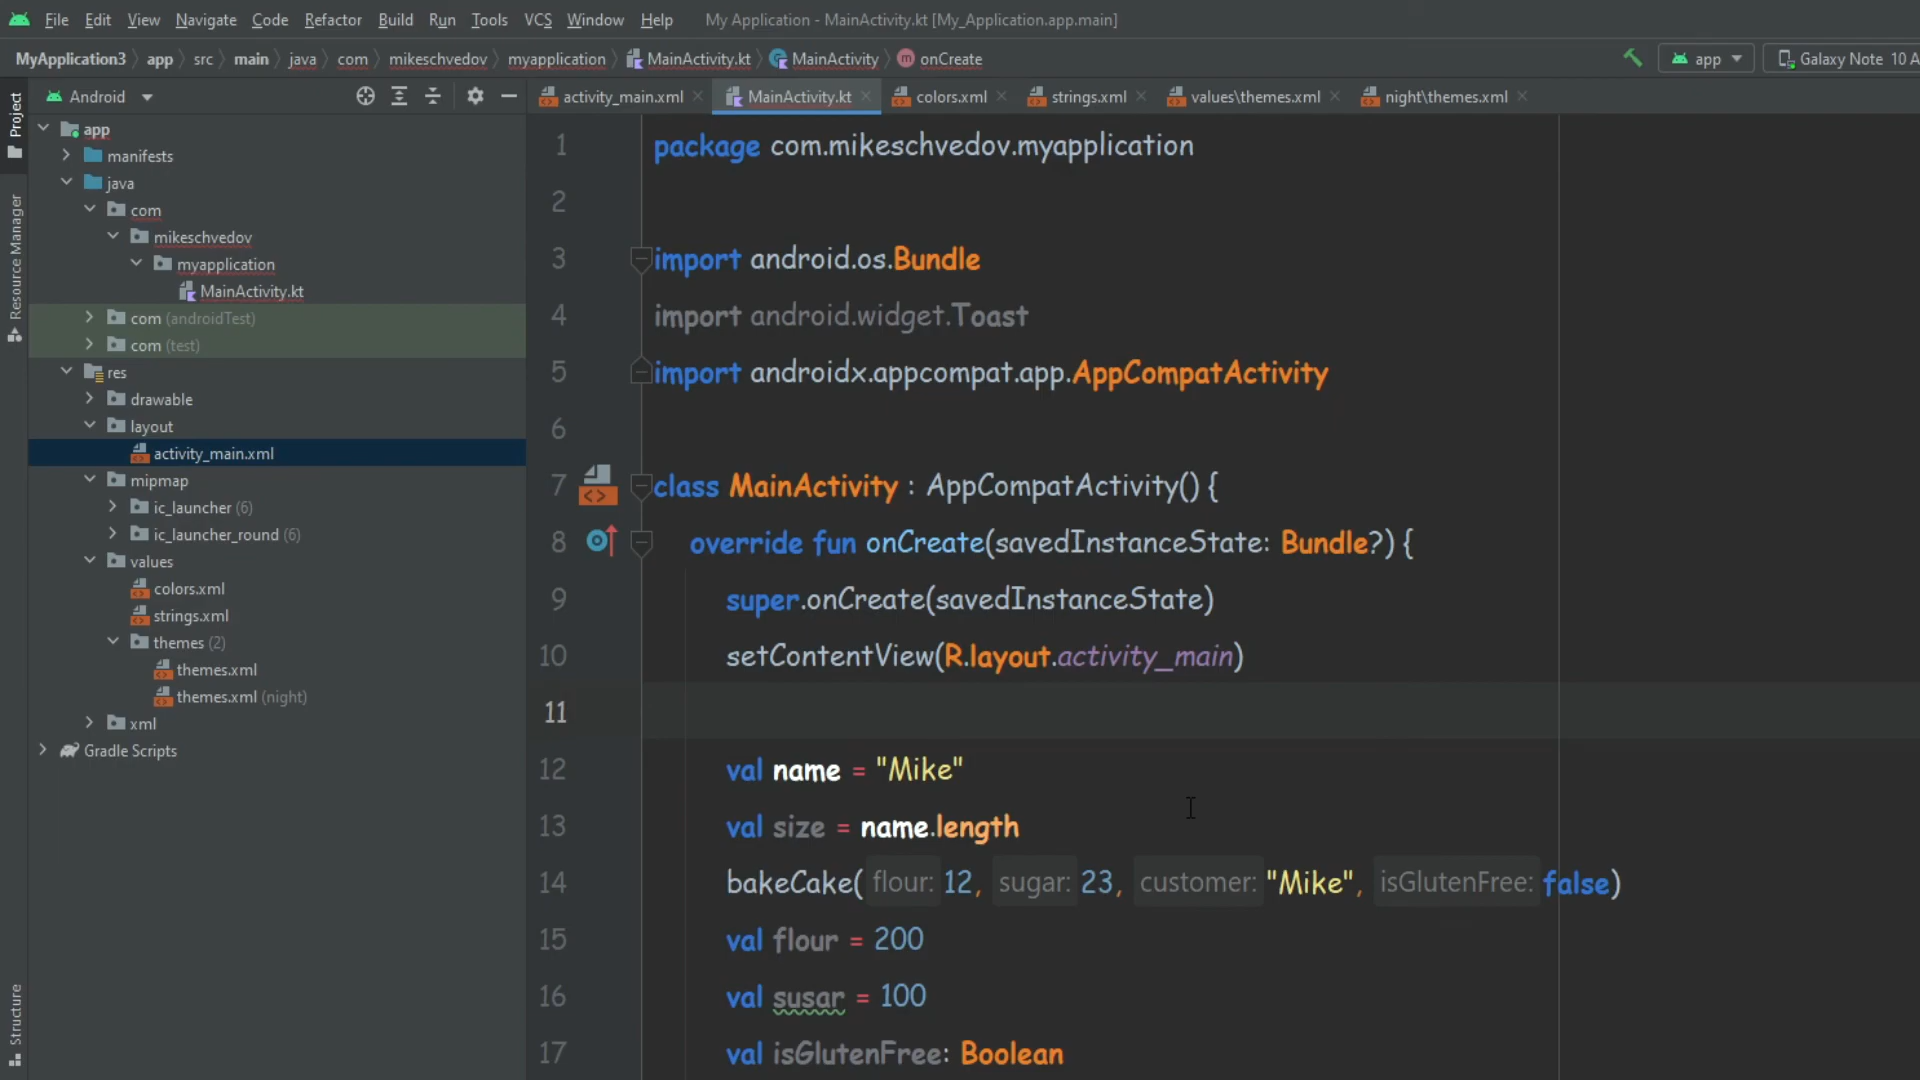 File Edit View Navigate Code Refactor Build Run Tools VCS Window Help My Application - MainActivity.kt [My_Application.app.main]
MyApplication3 app src main java com mikeschvedov myapplication MainActivity.kt MainActivity onCreate app Galaxy Note 10 A
Project
Resource Manager
Structure
Android
app
manifests
java
com
mikeschvedov
myapplication
MainActivity.kt
com (androidTest)
com (test)
res
drawable
layout
activity_main.xml
mipmap
ic_launcher (6)
ic_launcher_round (6)
values
colors.xml
strings.xml
themes (2)
themes.xml
themes.xml (night)
xml
Gradle Scripts
activity_main.xml MainActivity.kt colors.xml strings.xml values\themes.xml night\themes.xml
1 package com.mikeschvedov.myapplication
2
3 import android.os.Bundle
4 import android.widget.Toast
5 import androidx.appcompat.app.AppCompatActivity
6
7 class MainActivity : AppCompatActivity() {
8 override fun onCreate(savedInstanceState: Bundle?) {
9 super.onCreate(savedInstanceState)
10 setContentView(R.layout.activity_main)
11
12 val name = "Mike"
13 val size = name.length
14 bakeCake( flour: 12, sugar: 23, customer: "Mike", isGlutenFree: false)
15 val flour = 200
16 val susar = 100
17 val isGlutenFree: Boolean